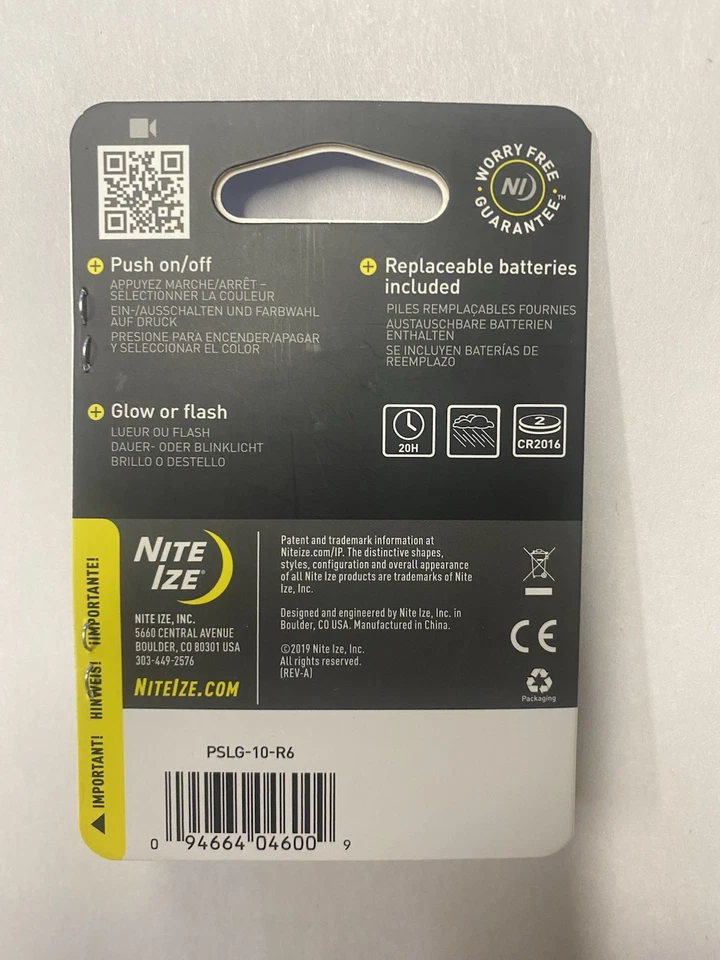 WORRY FREE
NI
GUARANTEE™
Push on/off
APPUYEZ MARCHE/ARRÊT –
SÉLECTIONNER LA COULEUR
EIN-/AUSSCHALTEN UND FARBWAHL
AUF DRUCK
PRESIONE PARA ENCENDER/APAGAR
Y SELECCIONAR EL COLOR
Replaceable batteries
included
PILES REMPLAÇABLES FOURNIES
AUSTAUSCHBARE BATTERIEN
ENTHALTEN
SE INCLUYEN BATERÍAS DE
REEMPLAZO
Glow or flash
LUEUR OU FLASH
DAUER- ODER BLINKLICHT
BRILLO O DESTELLO
20H
2
CR2016
NITE
IZE®
NITE IZE, INC.
5660 CENTRAL AVENUE
BOULDER, CO 80301 USA
303-449-2576
NITEIZE.COM
Patent and trademark information at
NiteIze.com/IP. The distinctive shapes,
styles, configuration and overall appearance
of all Nite Ize products are trademarks of Nite
Ize, Inc.
Designed and engineered by Nite Ize, Inc. in
Boulder, CO USA. Manufactured in China.
©2019 Nite Ize, Inc.
All rights reserved.
(REV-A)
CE
Packaging
IMPORTANT! HINWEIS! ¡IMPORTANTE!
PSLG-10-R6
0 94664 04600 9